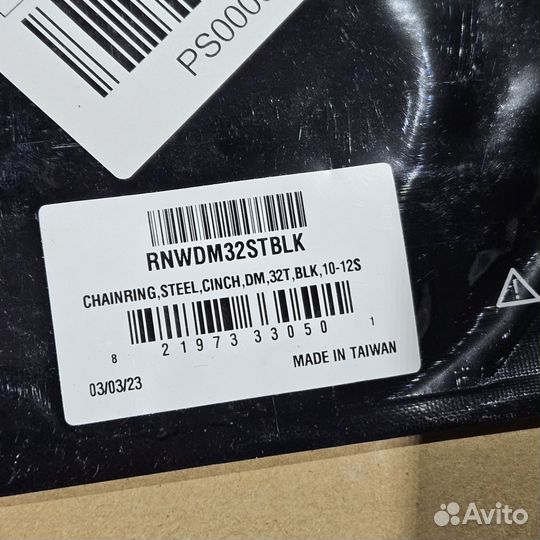 PS000
RNWDM32STBLK
CHAINRING,STEEL,CINCH,DM,32T,BLK,10-12S
8 21973 33050 1
03/03/23
MADE IN TAIWAN
Avito